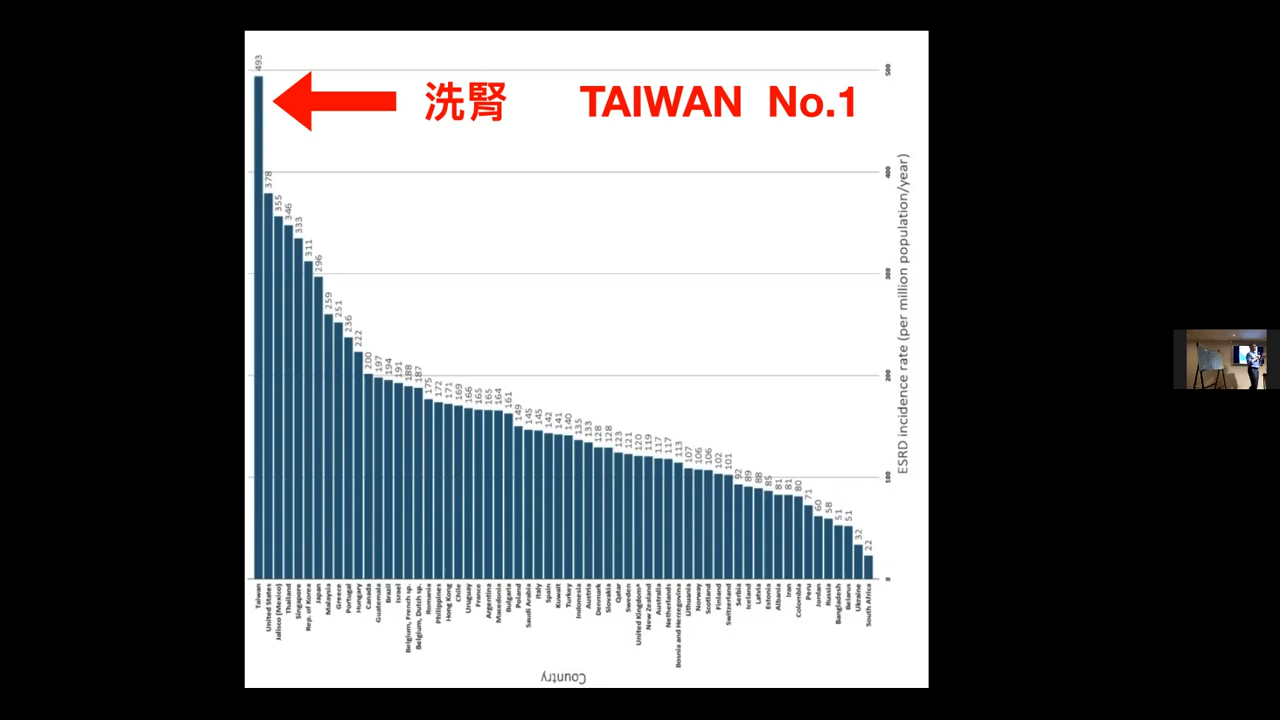 洗腎 TAIWAN No.1
493
378
355
346
333
311
296
259
251
236
222
200
197
194
191
188
187
175
172
171
169
166
165
165
164
161
149
145
145
142
141
140
135
133
128
128
123
121
120
119
117
117
113
107
106
106
102
101
92
89
88
85
81
81
80
71
60
58
51
51
32
22
500
400
300
200
100
0
ESRD incidence rate (per million population/year)
Taiwan
United States
Jalisco (Mexico)
Thailand
Singapore
Rep. of Korea
Japan
Malaysia
Greece
Portugal
Hungary
Canada
Guatemala
Brazil
Israel
Belgium, French sp.
Belgium, Dutch sp.
Romania
Philippines
Hong Kong
Chile
Uruguay
France
Argentina
Macedonia
Bulgaria
Poland
Saudi Arabia
Italy
Spain
Kuwait
Turkey
Indonesia
Austria
Denmark
Slovakia
Qatar
Sweden
United Kingdom^
New Zealand
Australia
Netherlands
Bosnia and Herzegovina
Lithuania
Norway
Scotland
Finland
Switzerland
Serbia
Iceland
Latvia
Estonia
Albania
Iran
Colombia
Peru
Jordan
Russia
Bangladesh
Belarus
Ukraine
South Africa
Country